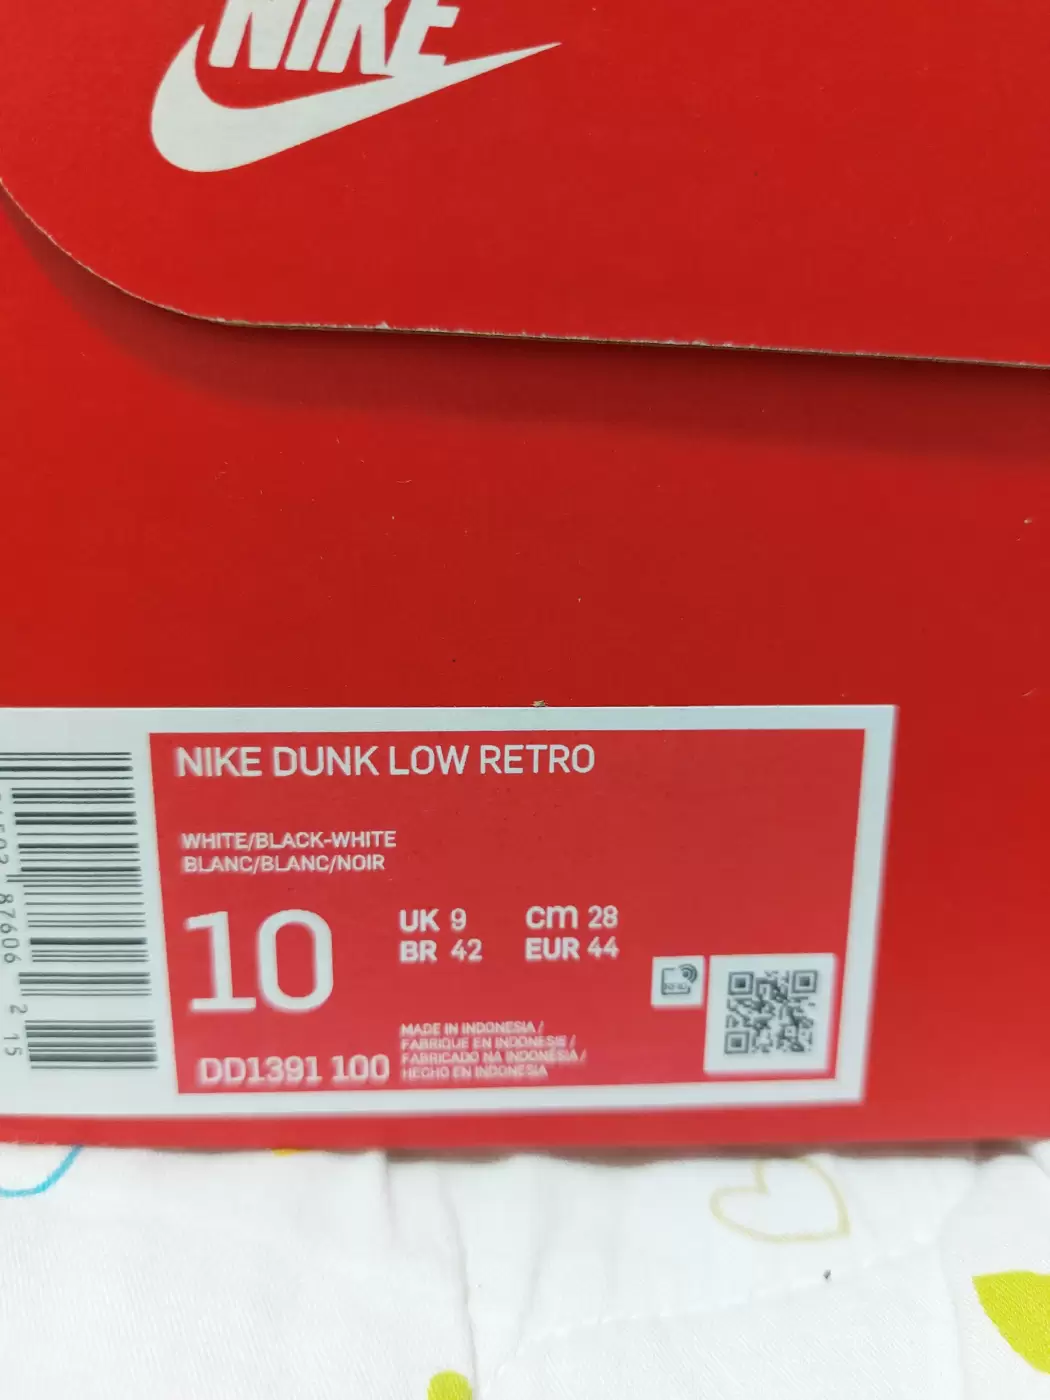 NIKE
NIKE DUNK LOW RETRO
WHITE/BLACK-WHITE
BLANC/BLANC/NOIR
10
UK 9 cm 28
BR 42 EUR 44
DD1391 100
MADE IN INDONESIA /
FABRIQUE EN INDONESIE /
FABRICADO NA INDONÉSIA /
HECHO EN INDONESIA
RFID
87606 2 15